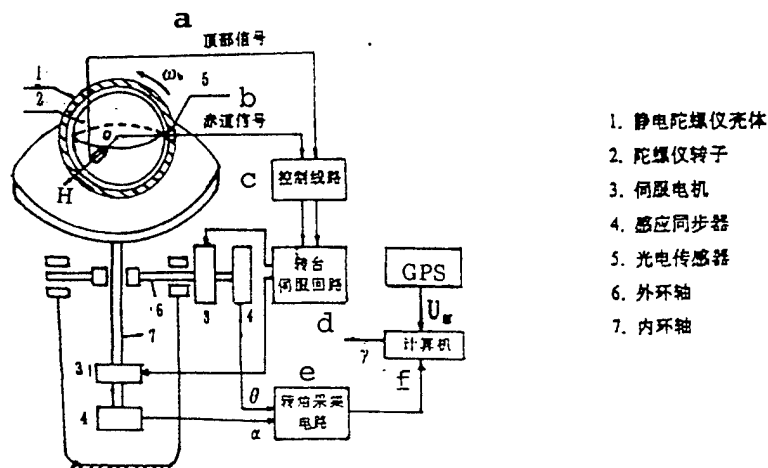 a
顶部信号
1
2
ω_b
5
b
赤道信号
O
H
c
控制线路
转台
伺服回路
d
GPS
U_gr
计算机
γ
f
6
3
4
7
3
4
θ
α
e
转角采集
电路
1. 静电陀螺仪壳体
2. 陀螺仪转子
3. 伺服电机
4. 感应同步器
5. 光电传感器
6. 外环轴
7. 内环轴